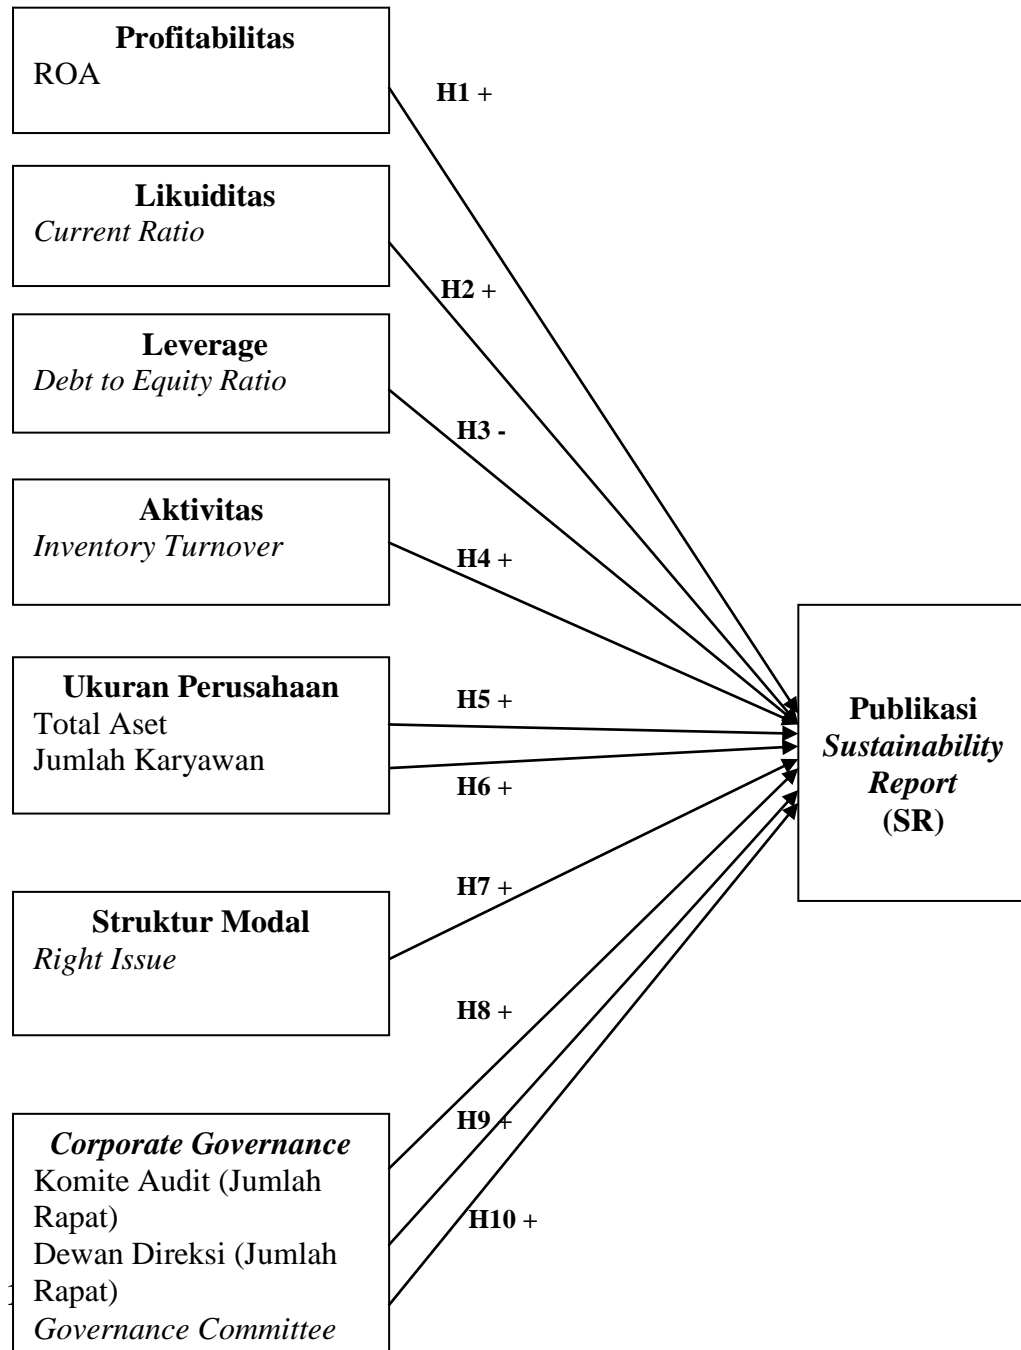 Profitabilitas
ROA
H1 +
Likuiditas
Current Ratio
H2 +
Leverage
Debt to Equity Ratio
H3 -
Aktivitas
Inventory Turnover
H4 +
Ukuran Perusahaan
Total Aset
Jumlah Karyawan
H5 +
H6 +
Publikasi
Sustainability
Report
(SR)
Struktur Modal
Right Issue
H7 +
H8 +
Corporate Governance
Komite Audit (Jumlah
Rapat)
Dewan Direksi (Jumlah
Rapat)
Governance Committee
H9 +
H10 +